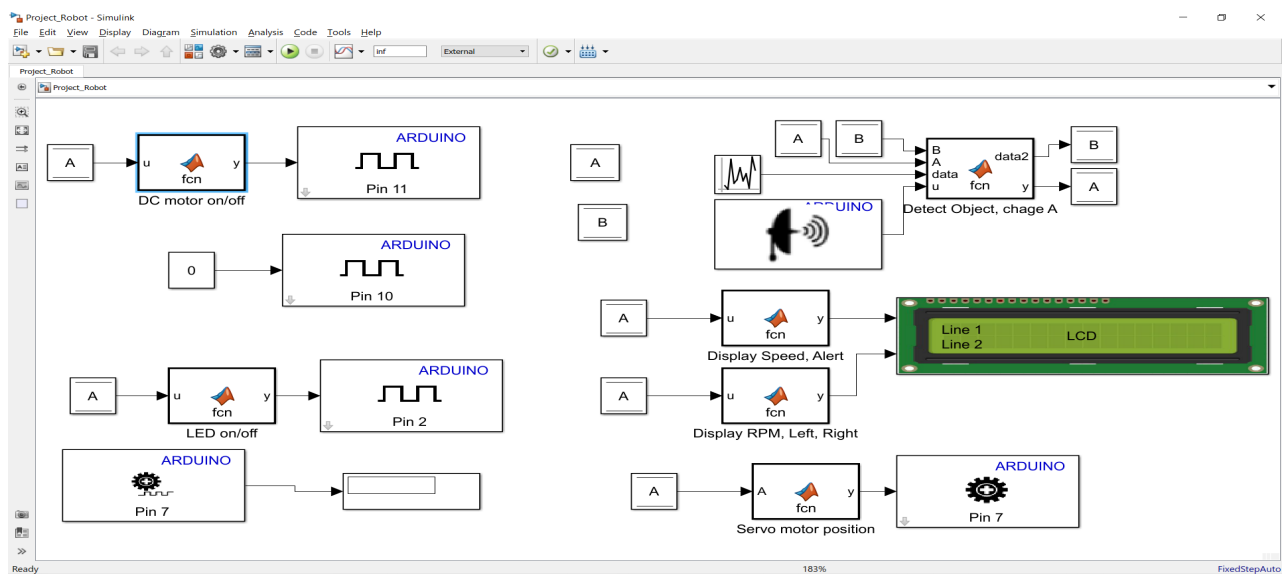 Project_Robot - Simulink
File Edit View Display Diagram Simulation Analysis Code Tools Help
inf External
Project_Robot
Project_Robot
A
u fcn y
DC motor on/off
ARDUINO
Pin 11
0
ARDUINO
Pin 10
A
u fcn y
LED on/off
ARDUINO
Pin 2
ARDUINO
Pin 7
A
B
A
B
B
A
data
u
fcn
data2
y
B
A
Detect Object, chage A
ARDUINO
A
u fcn y
Display Speed, Alert
A
u fcn y
Display RPM, Left, Right
Line 1
Line 2
LCD
A
A fcn y
Servo motor position
ARDUINO
Pin 7
Ready
183%
FixedStepAuto